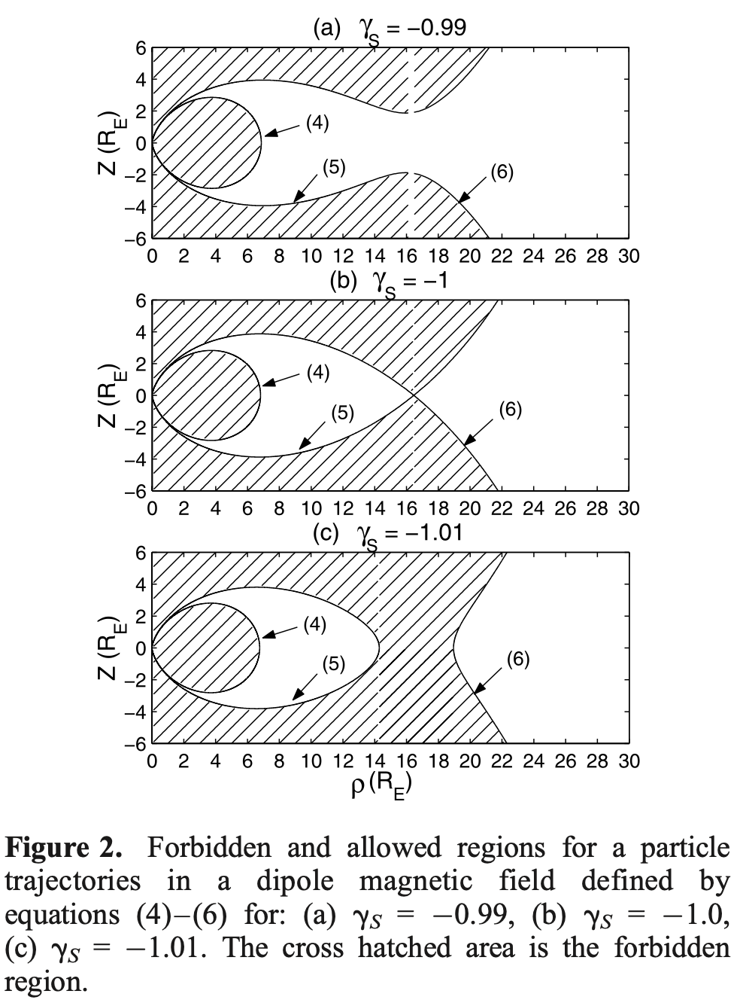 (a) γS = −0.99
6
4
2
0
−2
−4
−6
Z (RE)
(4)
(5)
(6)
0 2 4 6 8 10 12 14 16 18 20 22 24 26 28 30
(b) γS = −1
6
4
2
0
−2
−4
−6
Z (RE)
(4)
(5)
(6)
0 2 4 6 8 10 12 14 16 18 20 22 24 26 28 30
(c) γS = −1.01
6
4
2
0
−2
−4
−6
Z (RE)
(4)
(5)
(6)
0 2 4 6 8 10 12 14 16 18 20 22 24 26 28 30
ρ (RE)
Figure 2. Forbidden and allowed regions for a particle
trajectories in a dipole magnetic field defined by
equations (4)–(6) for: (a) γS = −0.99, (b) γS = −1.0,
(c) γS = −1.01. The cross hatched area is the forbidden
region.